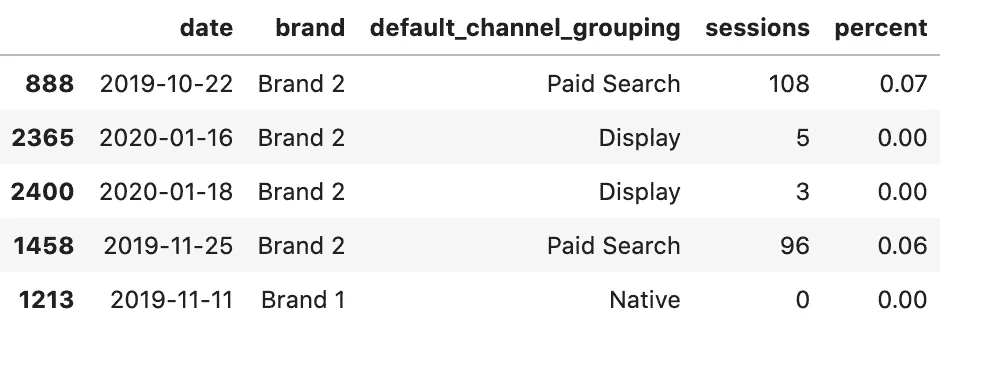 date brand default_channel_grouping sessions percent
888 2019-10-22 Brand 2 Paid Search 108 0.07
2365 2020-01-16 Brand 2 Display 5 0.00
2400 2020-01-18 Brand 2 Display 3 0.00
1458 2019-11-25 Brand 2 Paid Search 96 0.06
1213 2019-11-11 Brand 1 Native 0 0.00